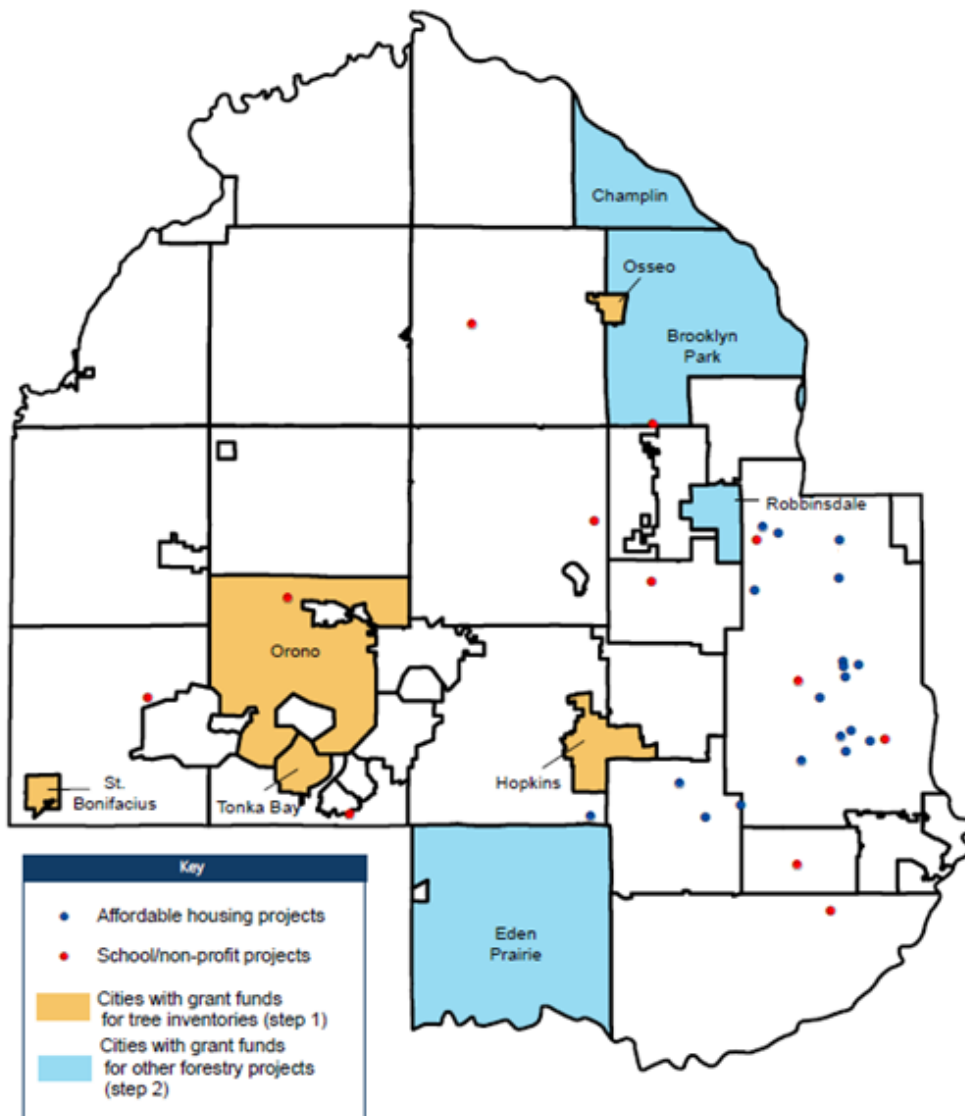 Champlin
Osseo
Brooklyn
Park
Robbinsdale
Orono
St.
Bonifacius
Tonka Bay
Hopkins
Eden
Prairie
Key
Affordable housing projects
School/non-profit projects
Cities with grant funds
for tree inventories (step 1)
Cities with grant funds
for other forestry projects
(step 2)